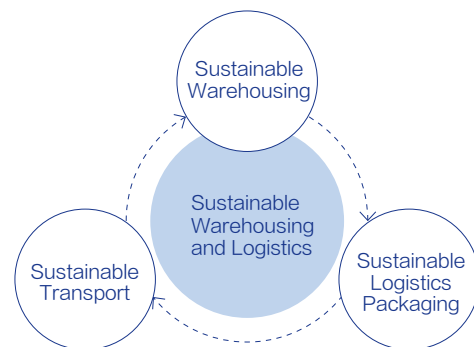 Sustainable
Warehousing
Sustainable
Warehousing
and Logistics
Sustainable
Transport
Sustainable
Logistics
Packaging